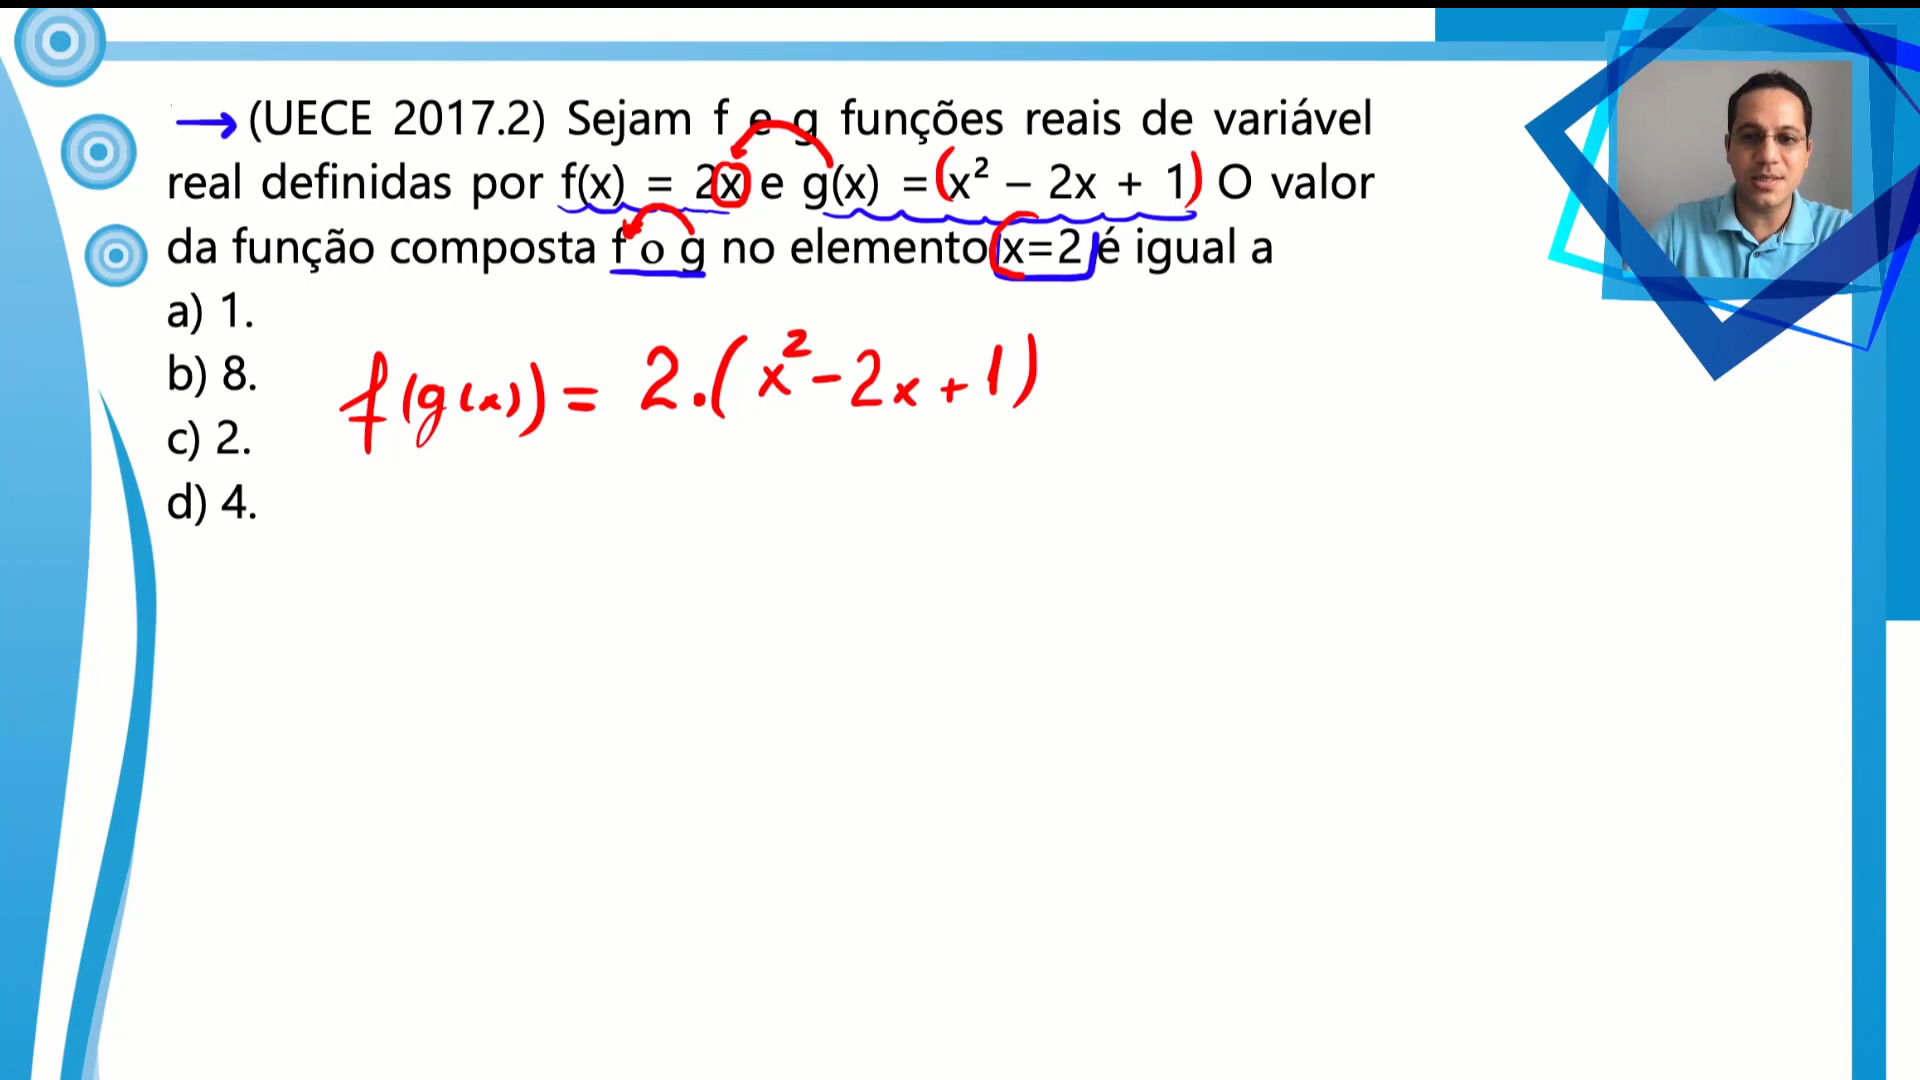 → (UECE 2017.2) Sejam f e g funções reais de variável
real definidas por f(x) = 2x e g(x) = (x² – 2x + 1) O valor
da função composta f o g no elemento x=2 é igual a
a) 1.
b) 8.
c) 2.
d) 4.
f(g(x)) = 2.(x² - 2x + 1)